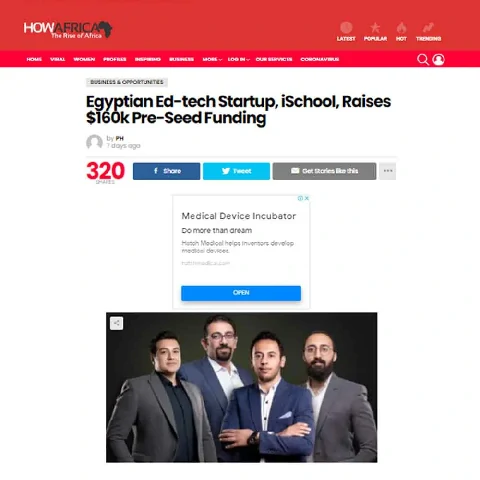 HOWAFRICA
The Rise of Africa
LATEST POPULAR HOT TRENDING
HOME VIRAL WOMEN PROFILES INSPIRING BUSINESS MORE LOG IN OUR SERVICES CORONAVIRUS
BUSINESS & OPPORTUNITIES
Egyptian Ed-tech Startup, iSchool, Raises
$160k Pre-Seed Funding
by PH
7 days ago
320
SHARES
Share
Tweet
Get Stories like this
Medical Device Incubator
Do more than dream
Hatch Medical helps inventors develop
medical devices
hatchmedical.com
OPEN